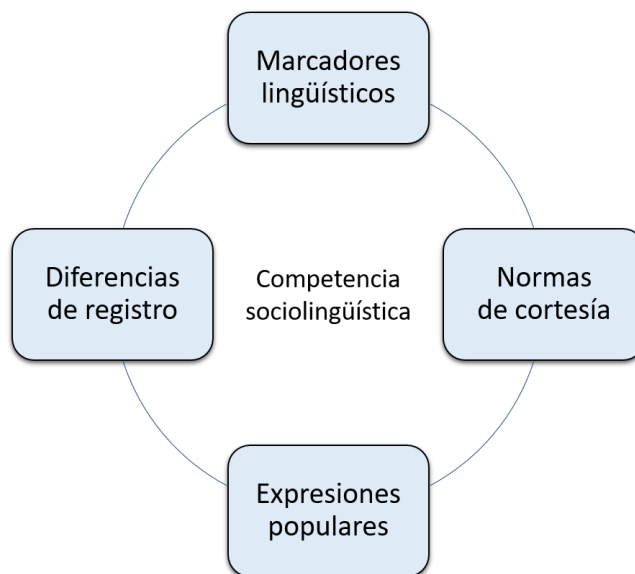 Marcadores
lingüísticos
Diferencias
de registro
Competencia
sociolingüística
Normas
de cortesía
Expresiones
populares